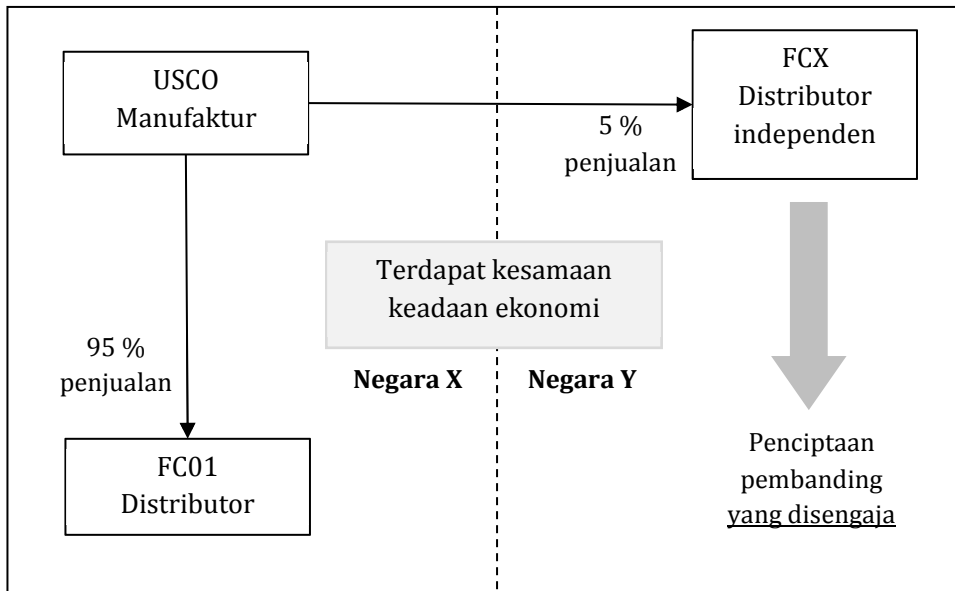 USCO
Manufaktur
FCX
Distributor
independen
5 %
penjualan
Terdapat kesamaan
keadaan ekonomi
95 %
penjualan
Negara X
Negara Y
FC01
Distributor
Penciptaan
pembanding
yang disengaja